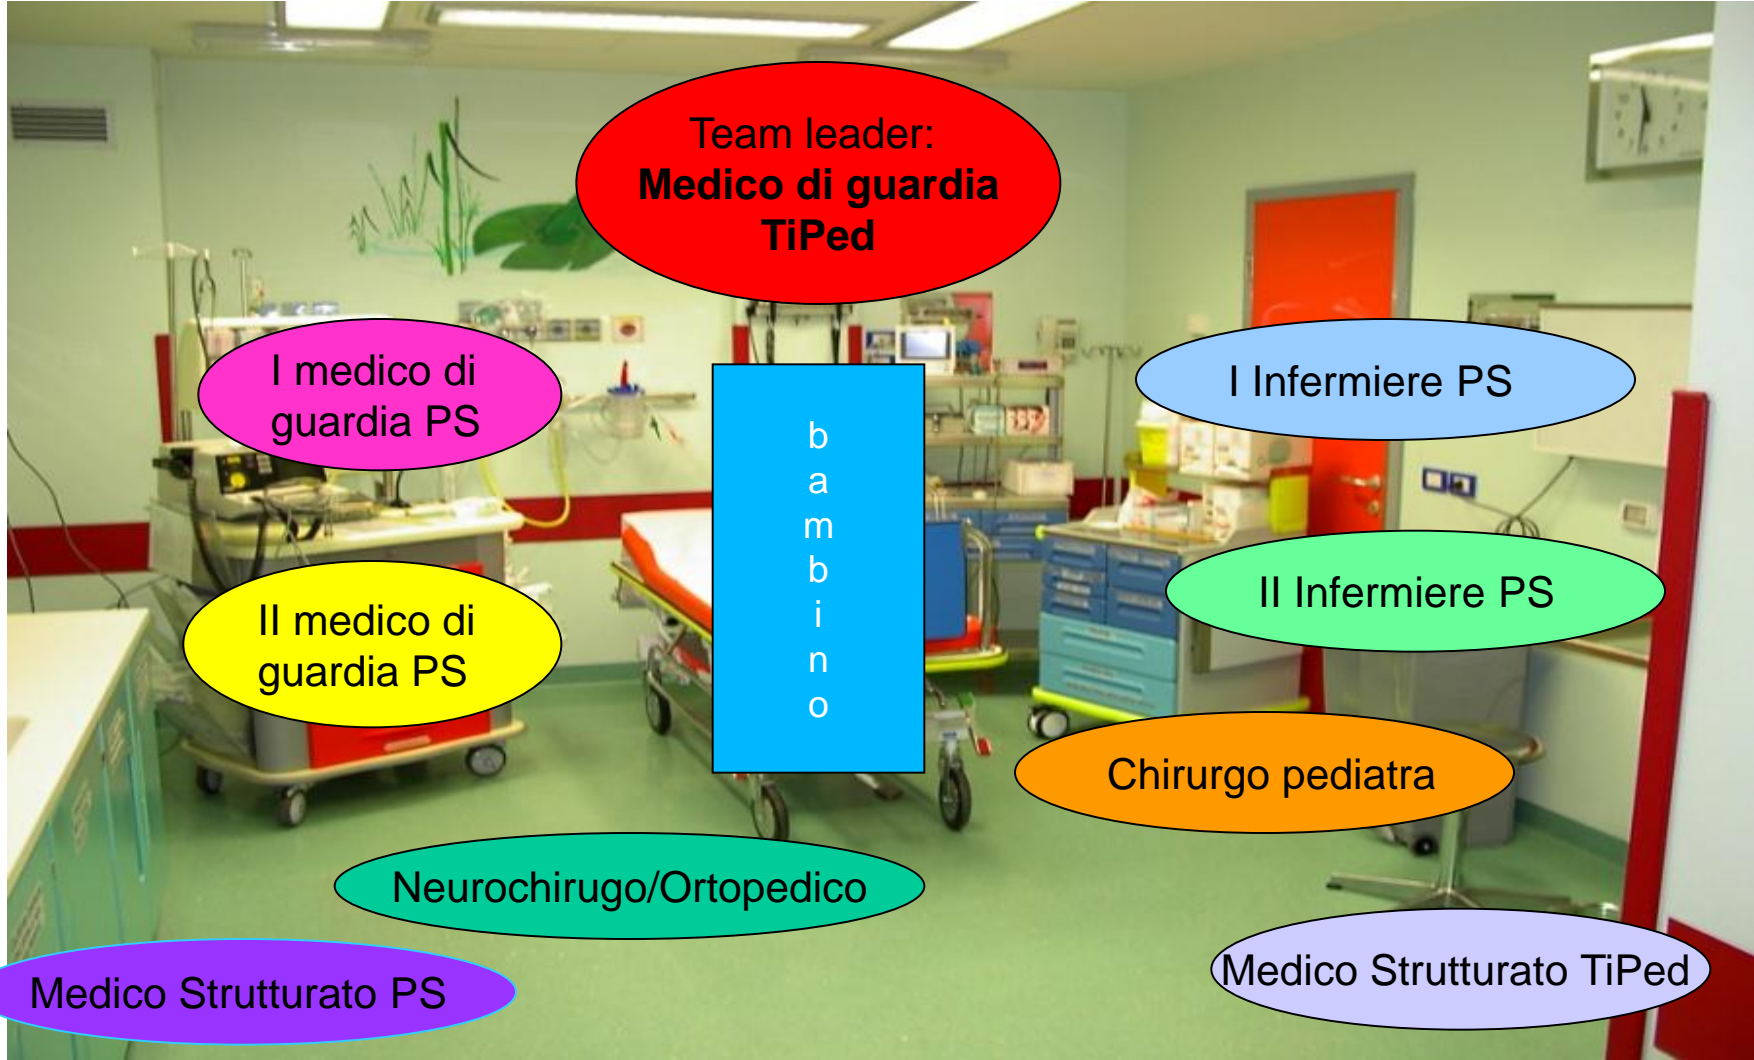 Team leader:
Medico di guardia
TiPed
I medico di
guardia PS
I Infermiere PS
b
a
m
b
i
n
o
II medico di
guardia PS
II Infermiere PS
Chirurgo pediatra
Neurochirugo/Ortopedico
Medico Strutturato PS
Medico Strutturato TiPed